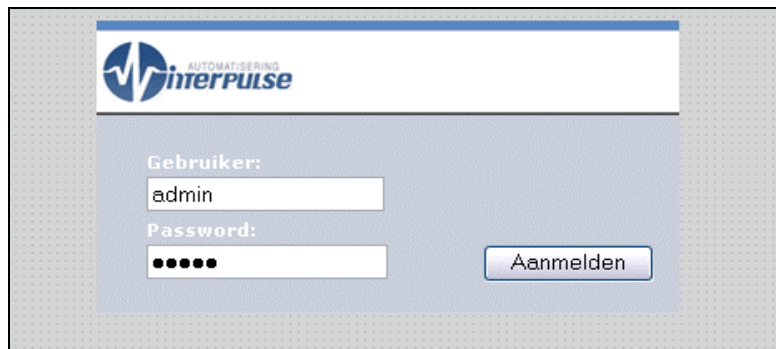 AUTOMATISERING
interpulse
Gebruiker:
admin
Password:
●●●●●
Aanmelden